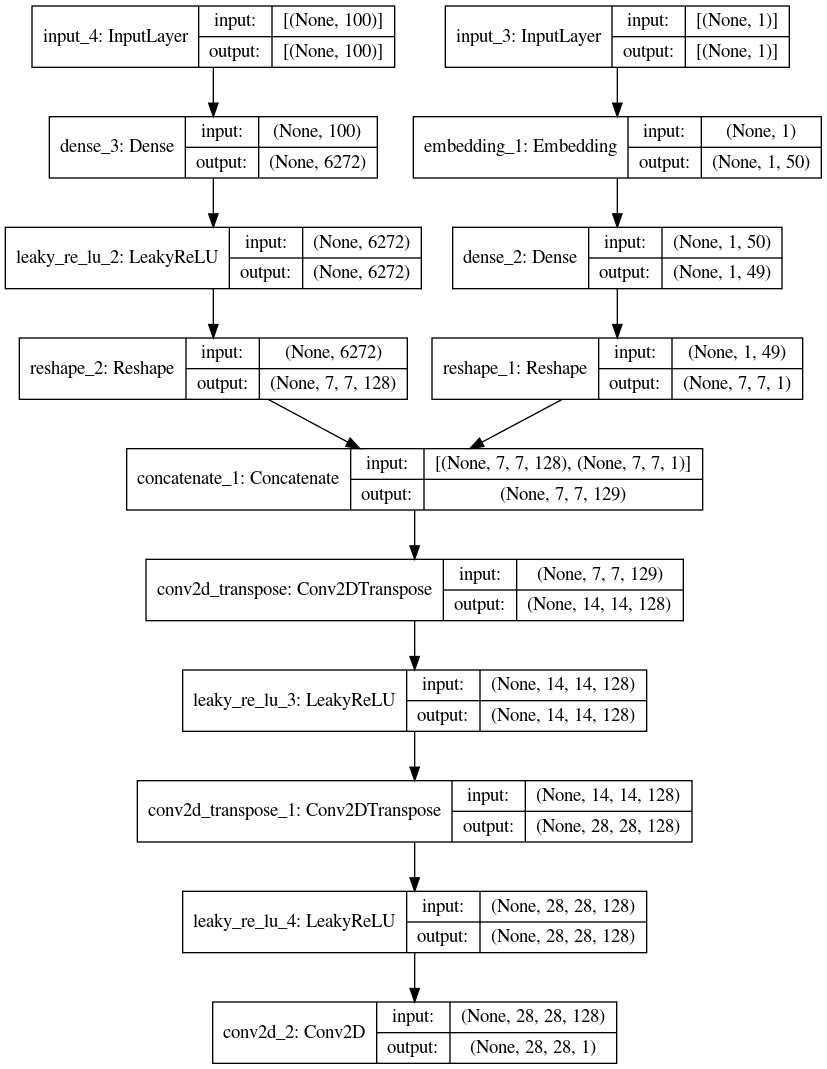 input_4: InputLayer
input:
[(None, 100)]
output:
[(None, 100)]
input_3: InputLayer
input:
[(None, 1)]
output:
[(None, 1)]
dense_3: Dense
input:
(None, 100)
output:
(None, 6272)
embedding_1: Embedding
input:
(None, 1)
output:
(None, 1, 50)
leaky_re_lu_2: LeakyReLU
input:
(None, 6272)
output:
(None, 6272)
dense_2: Dense
input:
(None, 1, 50)
output:
(None, 1, 49)
reshape_2: Reshape
input:
(None, 6272)
output:
(None, 7, 7, 128)
reshape_1: Reshape
input:
(None, 1, 49)
output:
(None, 7, 7, 1)
concatenate_1: Concatenate
input:
[(None, 7, 7, 128), (None, 7, 7, 1)]
output:
(None, 7, 7, 129)
conv2d_transpose: Conv2DTranspose
input:
(None, 7, 7, 129)
output:
(None, 14, 14, 128)
leaky_re_lu_3: LeakyReLU
input:
(None, 14, 14, 128)
output:
(None, 14, 14, 128)
conv2d_transpose_1: Conv2DTranspose
input:
(None, 14, 14, 128)
output:
(None, 28, 28, 128)
leaky_re_lu_4: LeakyReLU
input:
(None, 28, 28, 128)
output:
(None, 28, 28, 128)
conv2d_2: Conv2D
input:
(None, 28, 28, 128)
output:
(None, 28, 28, 1)